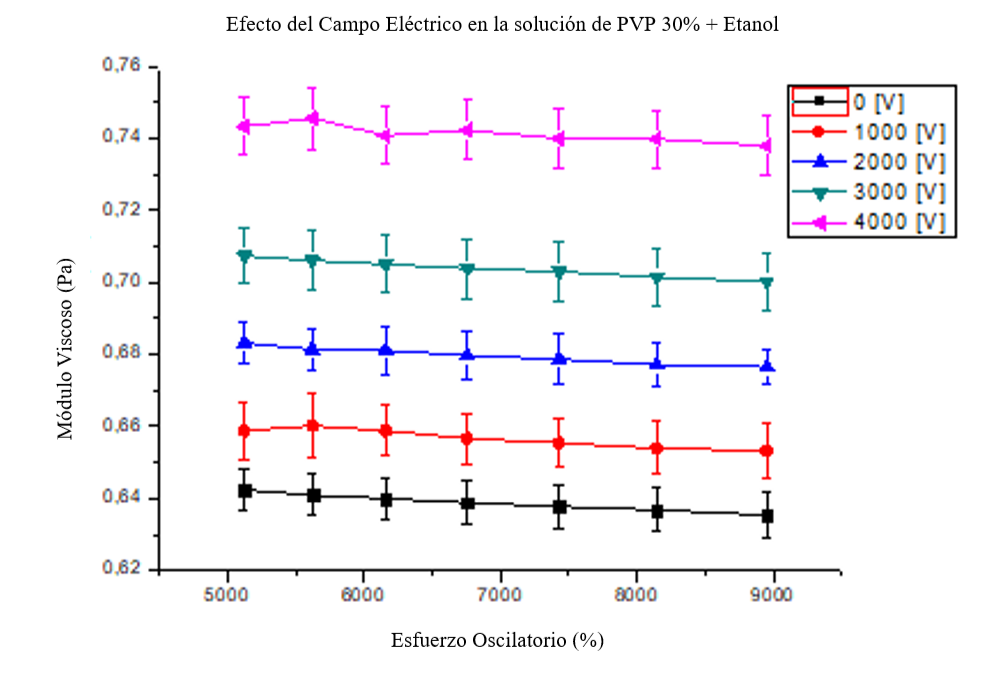 Efecto del Campo Eléctrico en la solución de PVP 30% + Etanol
0,76
0,74
0,72
0,70
0,68
0,66
0,64
0,62
Módulo Viscoso (Pa)
0 [V]
1000 [V]
2000 [V]
3000 [V]
4000 [V]
5000 6000 7000 8000 9000
Esfuerzo Oscilatorio (%)